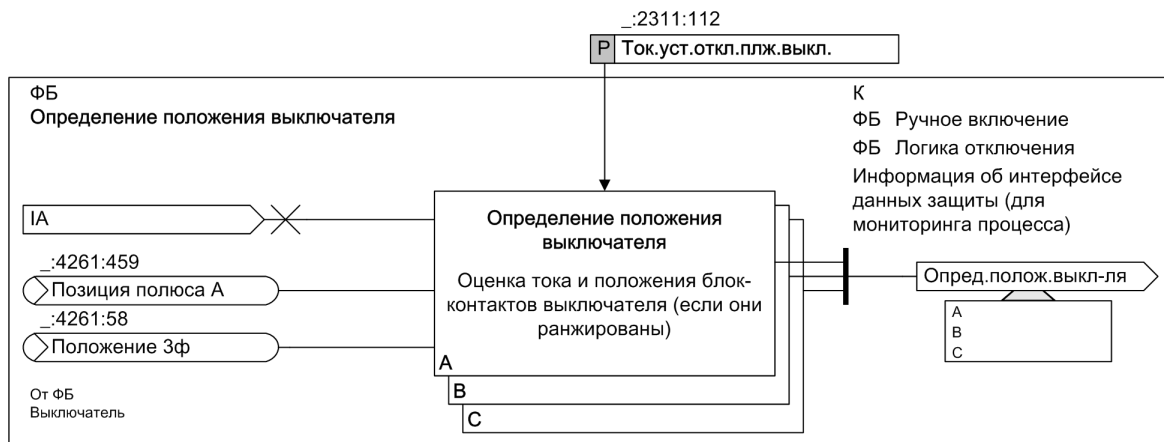 _:2311:112
P Ток.уст.откл.плж.выкл.
ФБ
Определение положения выключателя
К
ФБ Ручное включение
ФБ Логика отключения
Информация об интерфейсе
данных защиты (для
мониторинга процесса)
IA
_:4261:459
Позиция полюса A
_:4261:58
Положение 3ф
От ФБ
Выключатель
Определение положения
выключателя
Оценка тока и положения блок-
контактов выключателя (если они
ранжированы)
A
B
C
Опред.полож.выкл-ля
A
B
C